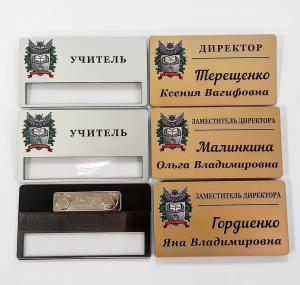 УЧИТЕЛЬ
ДИРЕКТОР
Терещенко
Ксения Вагифовна
УЧИТЕЛЬ
ЗАМЕСТИТЕЛЬ ДИРЕКТОРА
Малинкина
Ольга Владимировна
ЗАМЕСТИТЕЛЬ ДИРЕКТОРА
Гордиенко
Яна Владимировна